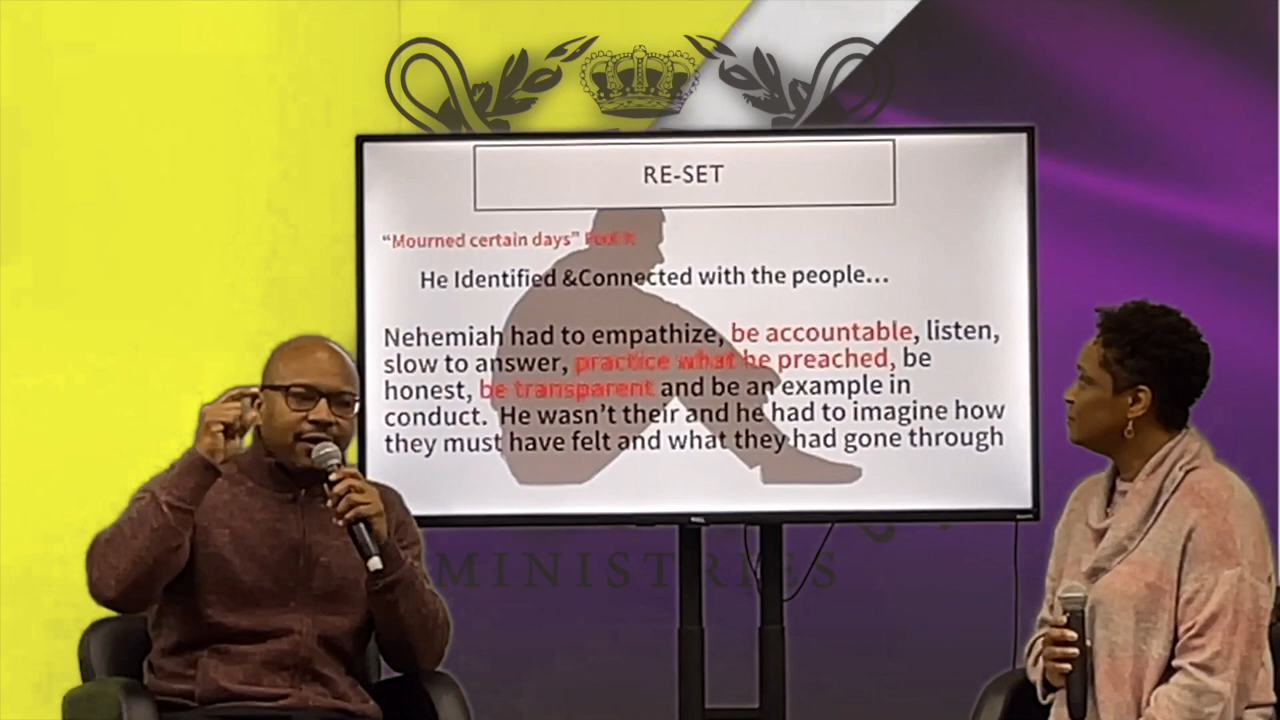 RE-SET
“Mourned certain days” Feel it
He Identified &Connected with the people...
Nehemiah had to empathize, be accountable, listen,
slow to answer, practice what he preached, be
honest, be transparent and be an example in
conduct. He wasn't their and he had to imagine how
they must have felt and what they had gone through
MINISTRIES